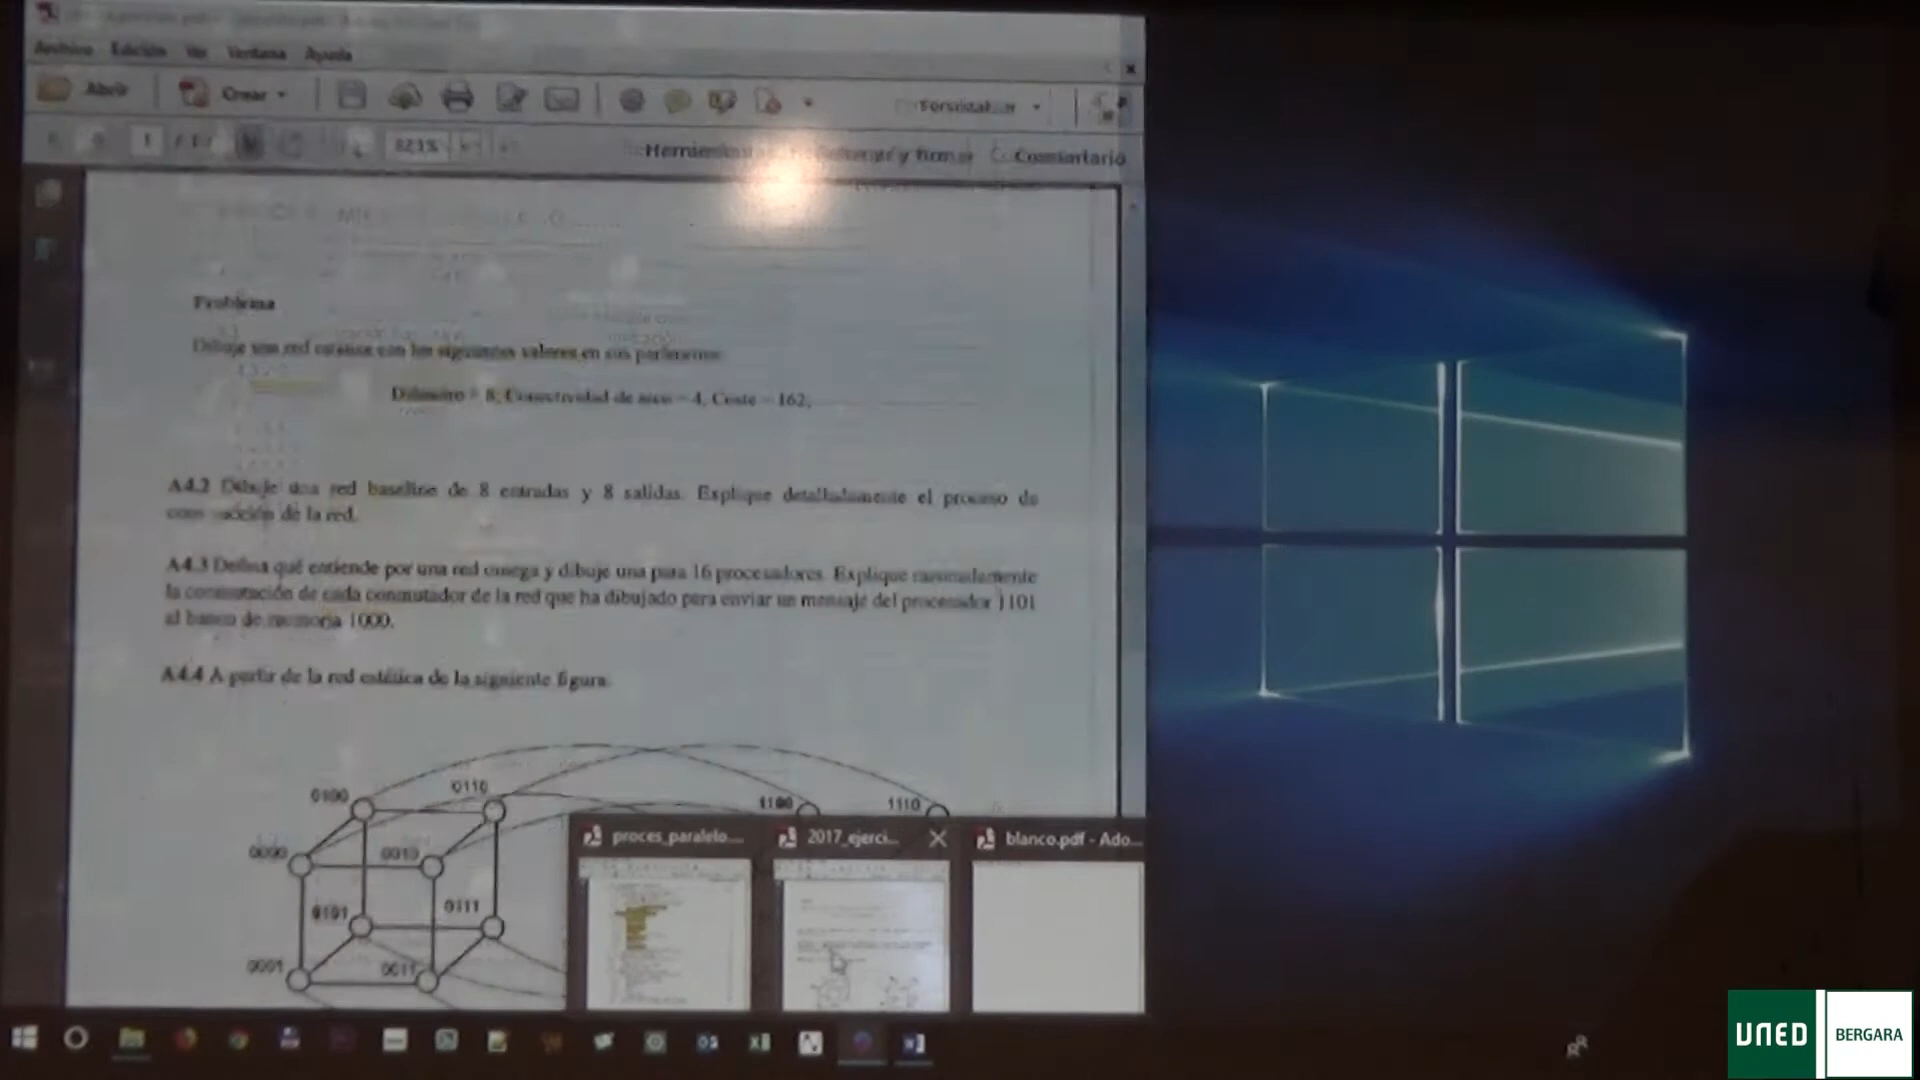 Archivo Edición Ver Ventana Ayuda
Abrir Crear
1
Comentario
Problema
Dibuje una red estática con los siguientes valores en sus parámetros:
Diámetro = 8, Conectividad de arco = 4, Coste = 162,
A4.2 Dibuje una red baseline de 8 entradas y 8 salidas. Explique detalladamente el proceso de
de la red.
A4.3 Defina qué entiende por una red omega y dibuje una para 16 procesadores. Explique razonadamente
la conmutación de cada conmutador de la red que ha dibujado para enviar un mensaje del procesador 1101
al banco de memoria 1000.
A4.4 A partir de la red estática de la siguiente figura.
0100 0110 1100 1110
0000 0010
0101 0111
0001 0011
proces_paralelo.... 2017_ejerci... blanco.pdf - Ado...
UNED BERGARA